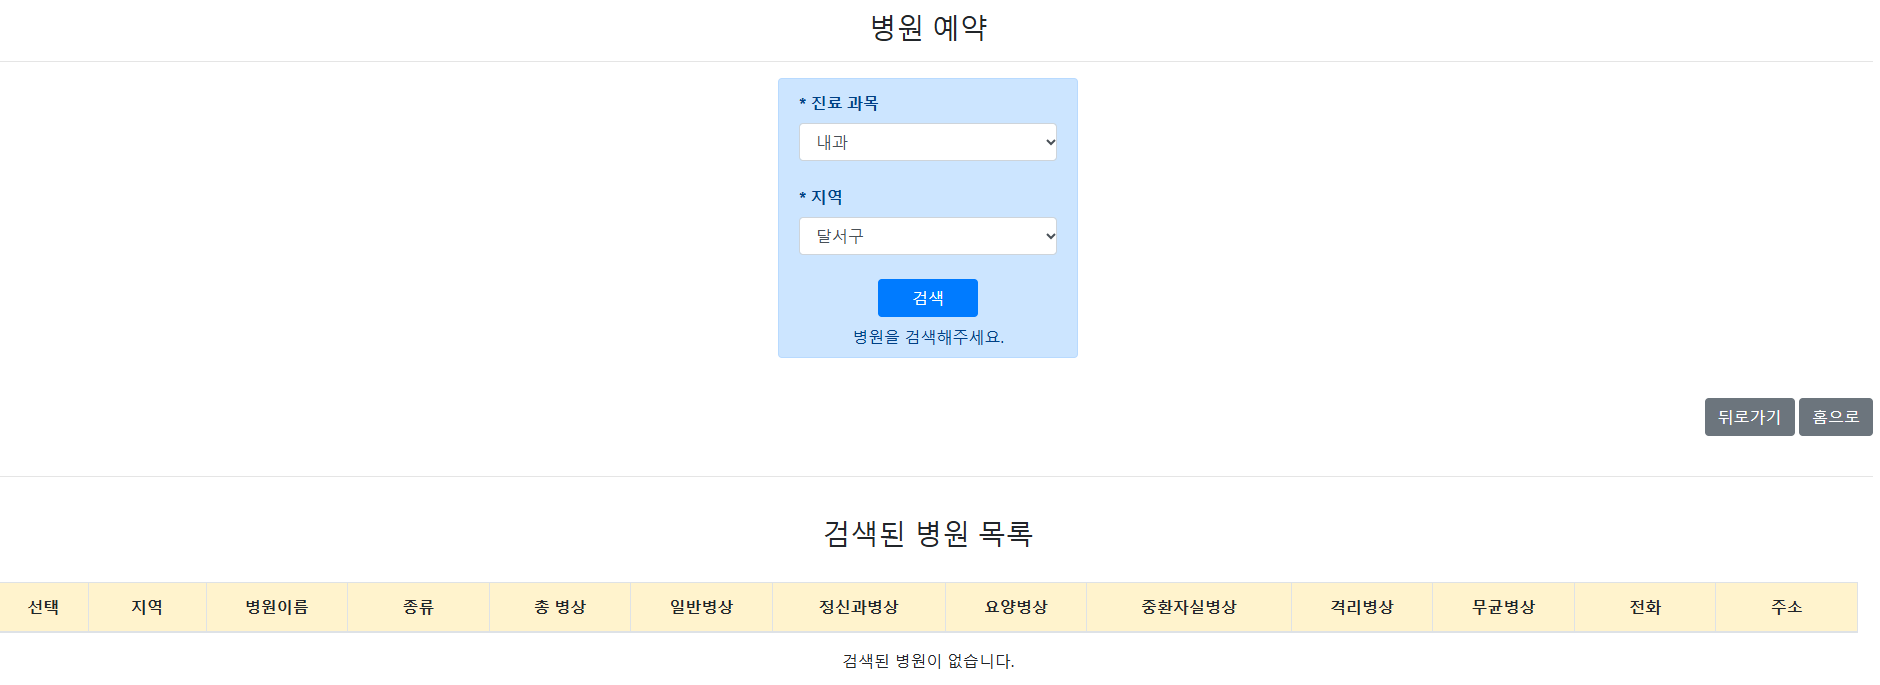 병원 예약
* 진료 과목
내과
* 지역
달서구
검색
병원을 검색해주세요.
뒤로가기 홈으로
검색된 병원 목록
선택 지역 병원이름 종류 총 병상 일반병상 정신과병상 요양병상 중환자실병상 격리병상 무균병상 전화 주소
검색된 병원이 없습니다.